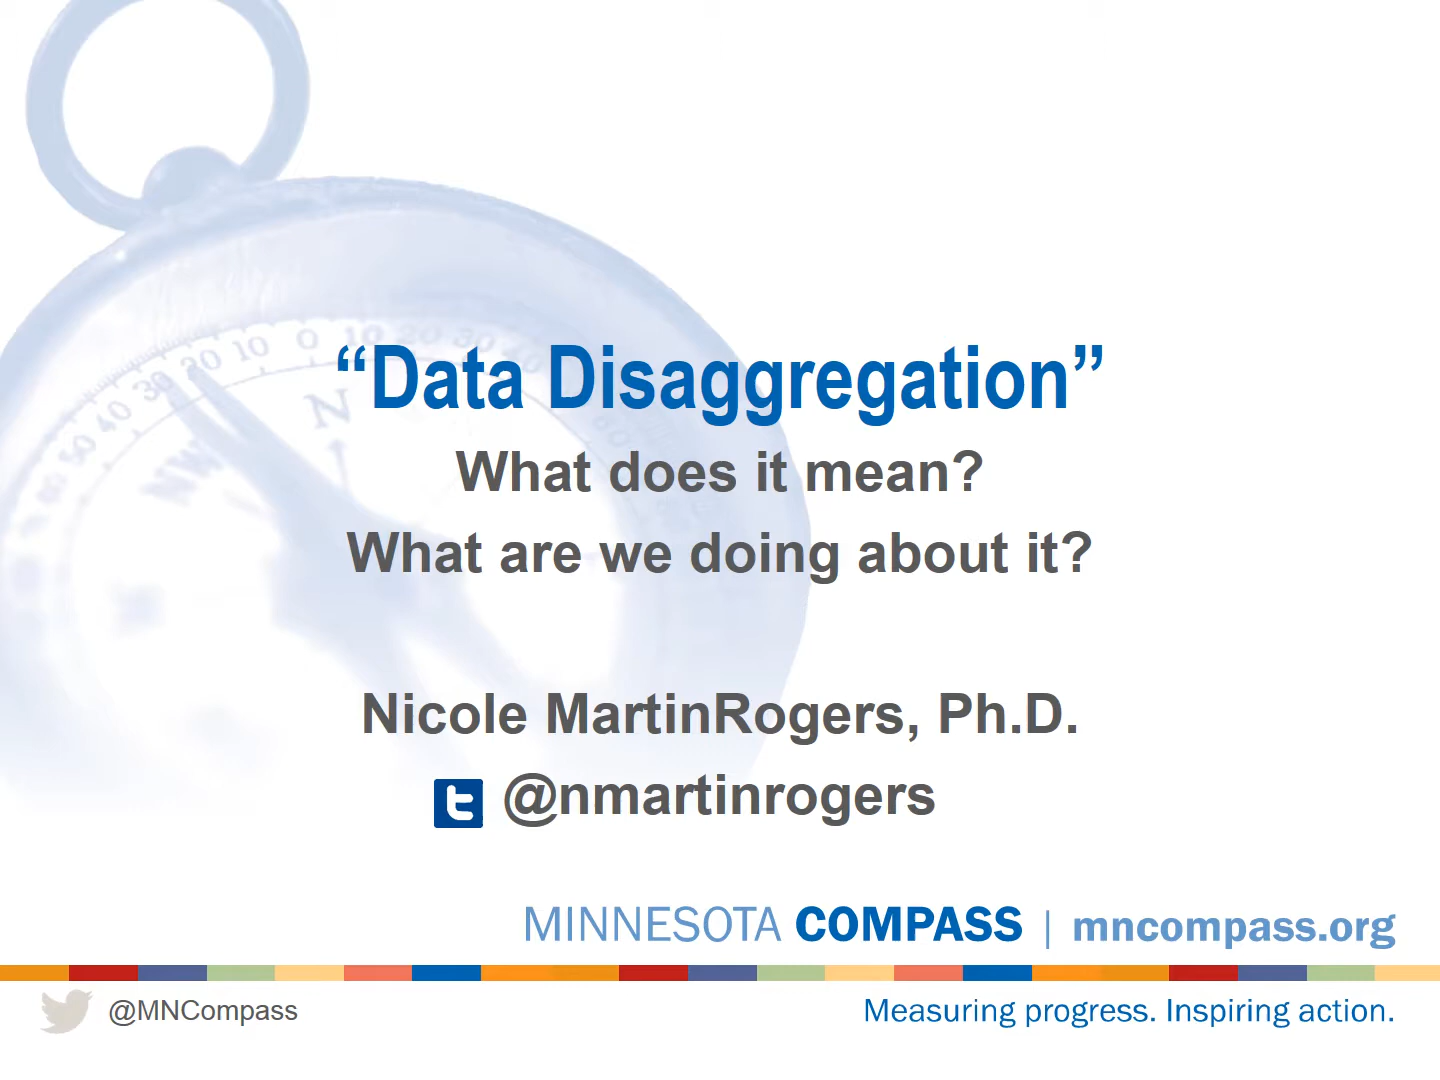 “Data Disaggregation”
What does it mean?
What are we doing about it?
Nicole MartinRogers, Ph.D.
@nmartinrogers
MINNESOTA COMPASS | mncompass.org
@MNCompass
Measuring progress. Inspiring action.